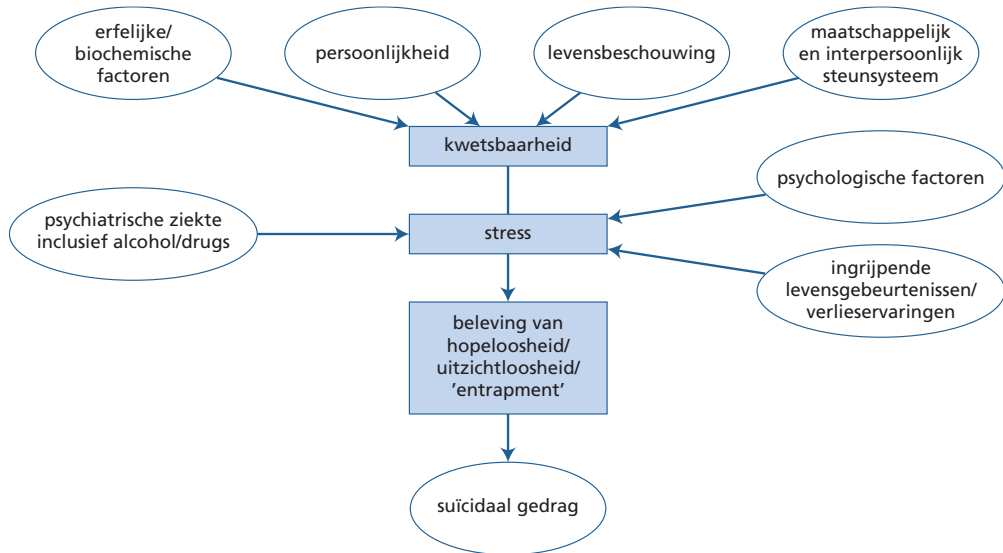 erfelijke/
biochemische
factoren
persoonlijkheid
levensbeschouwing
maatschappelijk
en interpersoonlijk
steunsysteem
kwetsbaarheid
psychologische factoren
psychiatrische ziekte
inclusief alcohol/drugs
stress
ingrijpende
levensgebeurtenissen/
verlieservaringen
beleving van
hopeloosheid/
uitzichtloosheid/
’entrapment’
suïcidaal gedrag